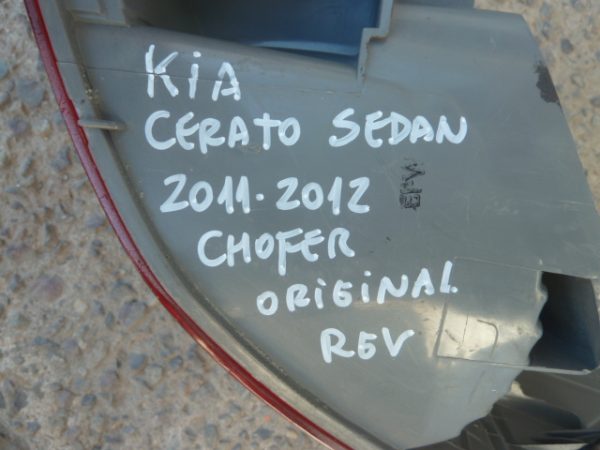 KiA
CERATO SEDAN
2011-2012
CHOFER
ORIGINAL
REV